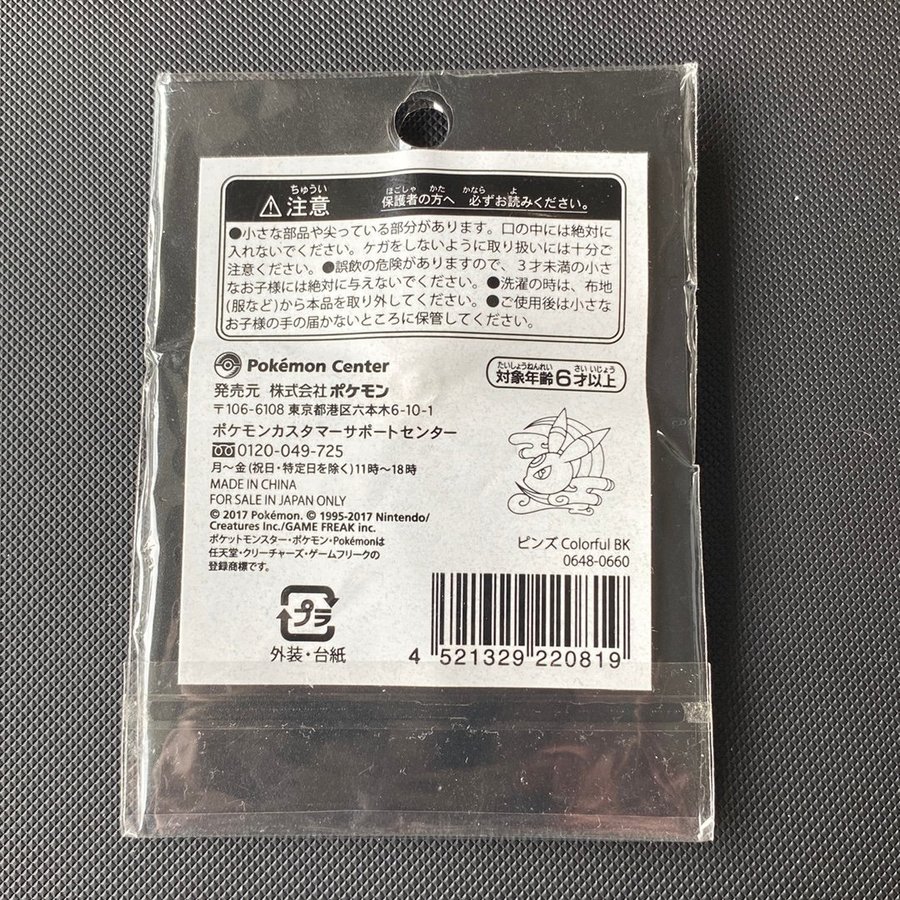 ちゅうい
注意
ほごしゃ かた かなら よ
保護者の方へ 必ずお読みください。
●小さな部品や尖っている部分があります。口の中には絶対に
入れないでください。ケガをしないように取り扱いには十分ご
注意ください。●誤飲の危険がありますので、3才未満の小さ
なお子様には絶対に与えないでください。●洗濯の時は、布地
(服など)から本品を取り外してください。●ご使用後は小さな
お子様の手の届かないところに保管してください。
Pokémon Center
たいしょうねんれい さい いじょう
対象年齢6才以上
発売元 株式会社 ポケモン
〒106-6108 東京都港区六本木6-10-1
ポケモンカスタマーサポートセンター
0120-049-725
月～金(祝日・特定日を除く)11時～18時
MADE IN CHINA
FOR SALE IN JAPAN ONLY
© 2017 Pokémon. © 1995-2017 Nintendo/
Creatures Inc./GAME FREAK inc.
ポケットモンスター・ポケモン・Pokémonは
任天堂・クリーチャーズ・ゲームフリークの
登録商標です。
ピンズ Colorful BK
0648-0660
プラ
外装・台紙
4 521329 220819